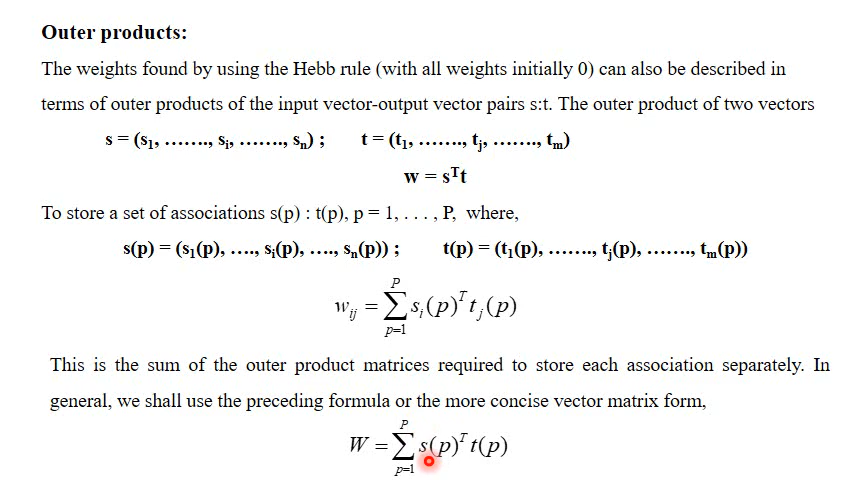 Outer products:
The weights found by using the Hebb rule (with all weights initially 0) can also be described in
terms of outer products of the input vector-output vector pairs s:t. The outer product of two vectors
s = (s₁, ……., sᵢ, ……., sₙ) ;      t = (t₁, ……., tⱼ, ……., tₘ)
w = sᵀt
To store a set of associations s(p) : t(p), p = 1, . . . , P,  where,
s(p) = (s₁(p), …., sᵢ(p), …., sₙ(p)) ;      t(p) = (t₁(p), ……., tⱼ(p), ……., tₘ(p))
wᵢⱼ = ∑_{p=1}^{P} sᵢ(p)ᵀ tⱼ(p)
This is the sum of the outer product matrices required to store each association separately. In
general, we shall use the preceding formula or the more concise vector matrix form,
W = ∑_{p=1}^{P} s(p)ᵀ t(p)